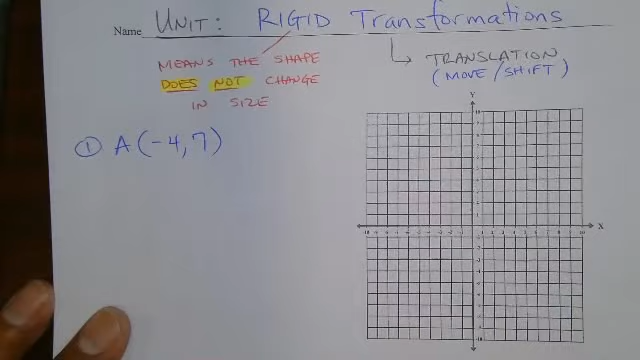 Name UNIT: RIGID Transformations
MEANS THE SHAPE
DOES NOT CHANGE
IN SIZE
TRANSLATION
(MOVE/SHIFT)
① A(-4,7)
Y
X